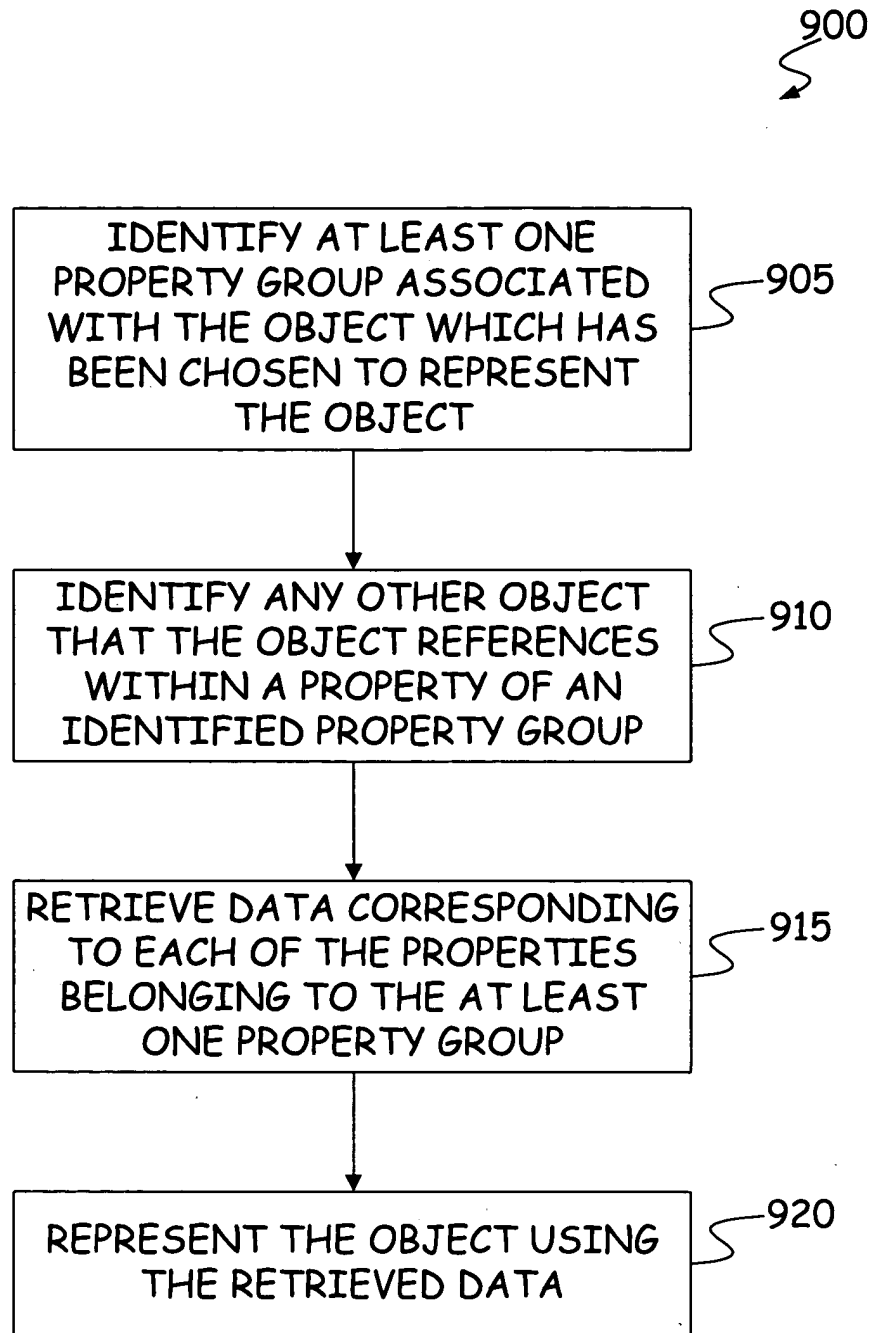 900
IDENTIFY AT LEAST ONE
PROPERTY GROUP ASSOCIATED
WITH THE OBJECT WHICH HAS
BEEN CHOSEN TO REPRESENT
THE OBJECT
905
IDENTIFY ANY OTHER OBJECT
THAT THE OBJECT REFERENCES
WITHIN A PROPERTY OF AN
IDENTIFIED PROPERTY GROUP
910
RETRIEVE DATA CORRESPONDING
TO EACH OF THE PROPERTIES
BELONGING TO THE AT LEAST
ONE PROPERTY GROUP
915
REPRESENT THE OBJECT USING
THE RETRIEVED DATA
920